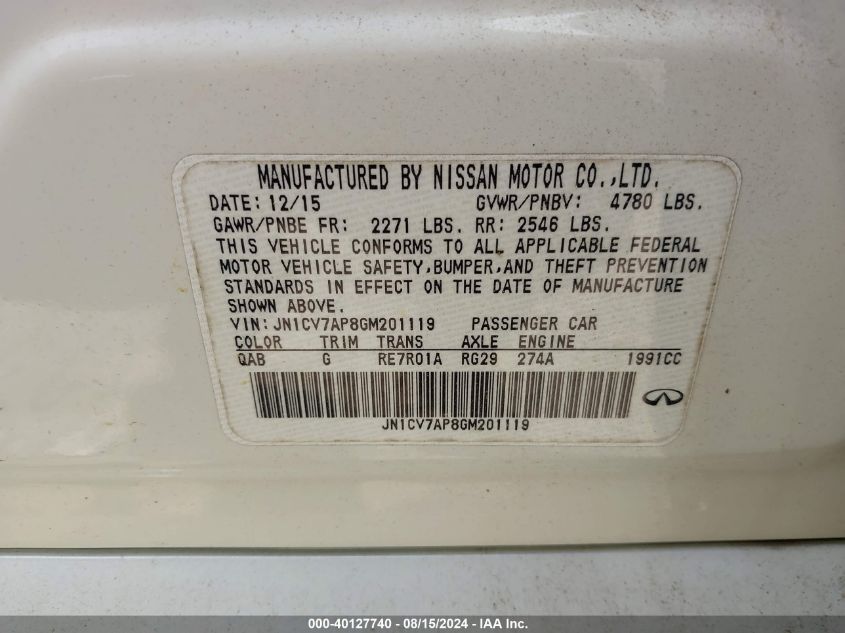 MANUFACTURED BY NISSAN MOTOR CO.,LTD.
DATE: 12/15 GVWR/PNBV: 4780 LBS.
GAWR/PNBE FR: 2271 LBS. RR: 2546 LBS.
THIS VEHICLE CONFORMS TO ALL APPLICABLE FEDERAL
MOTOR VEHICLE SAFETY,BUMPER,AND THEFT PREVENTION
STANDARDS IN EFFECT ON THE DATE OF MANUFACTURE
SHOWN ABOVE.
VIN: JN1CV7AP8GM201119 PASSENGER CAR
COLOR TRIM TRANS AXLE ENGINE
QAB G RE7R01A RG29 274A 1991CC
JN1CV7AP8GM201119
000-40127740 - 08/15/2024 - IAA Inc.